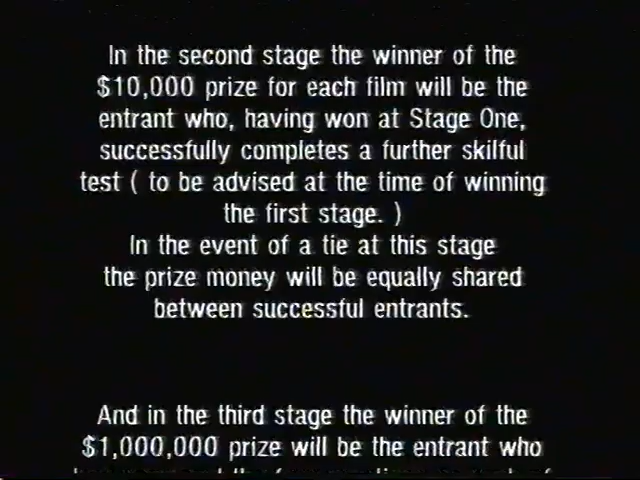 In the second stage the winner of the
$10,000 prize for each film will be the
entrant who, having won at Stage One,
successfully completes a further skilful
test ( to be advised at the time of winning
the first stage. )
In the event of a tie at this stage
the prize money will be equally shared
between successful entrants.
And in the third stage the winner of the
$1,000,000 prize will be the entrant who